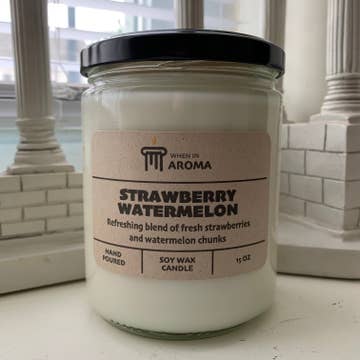 WHEN IN
AROMA
STRAWBERRY
WATERMELON
Refreshing blend of fresh strawberries
and watermelon chunks
HAND
POURED
SOY WAX
CANDLE
15 OZ